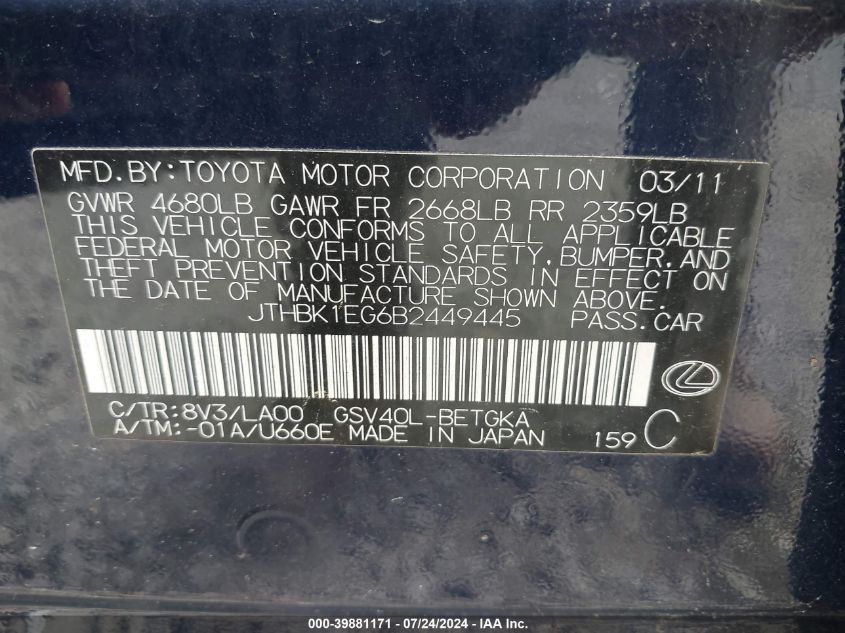 MFD.BY:TOYOTA MOTOR CORPORATION 03/11
GVWR 4680LB GAWR FR 2668LB RR 2359LB
THIS VEHICLE CONFORMS TO ALL APPLICABLE
FEDERAL MOTOR VEHICLE SAFETY,BUMPER,AND
THEFT PREVENTION STANDARDS IN EFFECT ON
THE DATE OF MANUFACTURE SHOWN ABOVE.
JTHBK1EG6B2449445 PASS.CAR
C/TR:8V3/LA00 GSV40L-BETGKA
A/TM:-01A/U660E MADE IN JAPAN 159 C
000-39881171 / 07/24/2024 - IAA Inc.